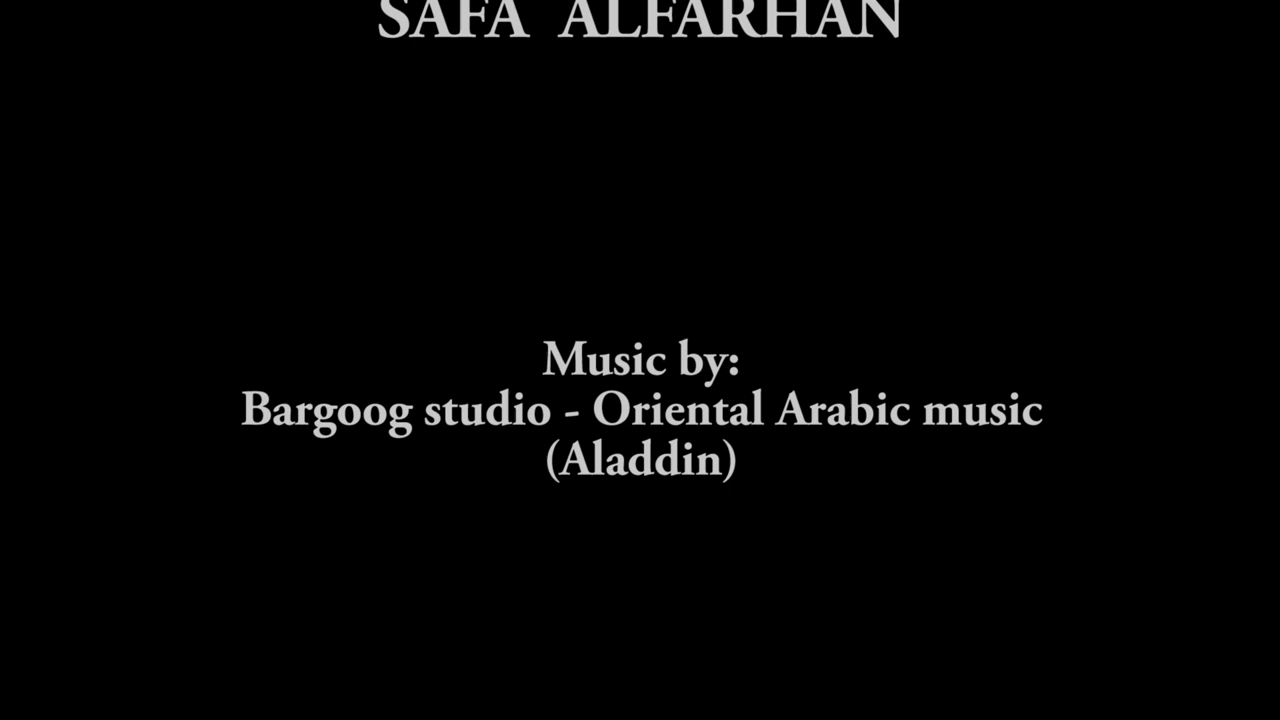 SAFA ALFARHAN
Music by:
Bargoog studio - Oriental Arabic music
(Aladdin)